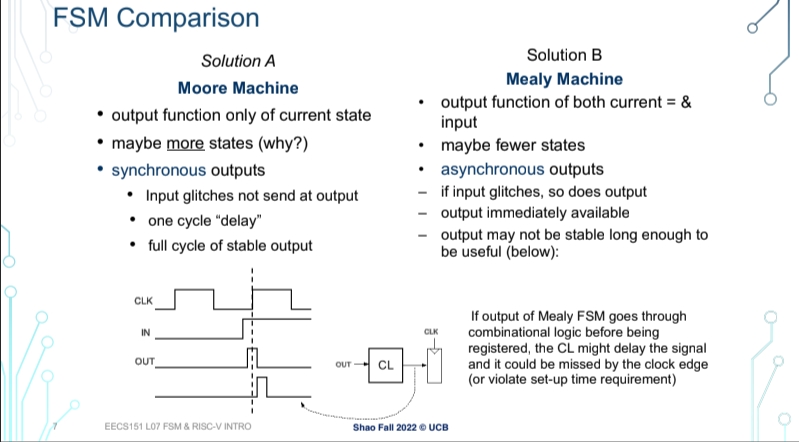 FSM Comparison
Solution A
Moore Machine
• output function only of current state
• maybe more states (why?)
• synchronous outputs
• Input glitches not send at output
• one cycle “delay”
• full cycle of stable output
Solution B
Mealy Machine
• output function of both current = &
input
• maybe fewer states
• asynchronous outputs
– if input glitches, so does output
– output immediately available
– output may not be stable long enough to
be useful (below):
CLK
IN
OUT
OUT
CL
CLK
If output of Mealy FSM goes through
combinational logic before being
registered, the CL might delay the signal
and it could be missed by the clock edge
(or violate set-up time requirement)
7
EECS151 L07 FSM & RISC-V INTRO
Shao Fall 2022 © UCB